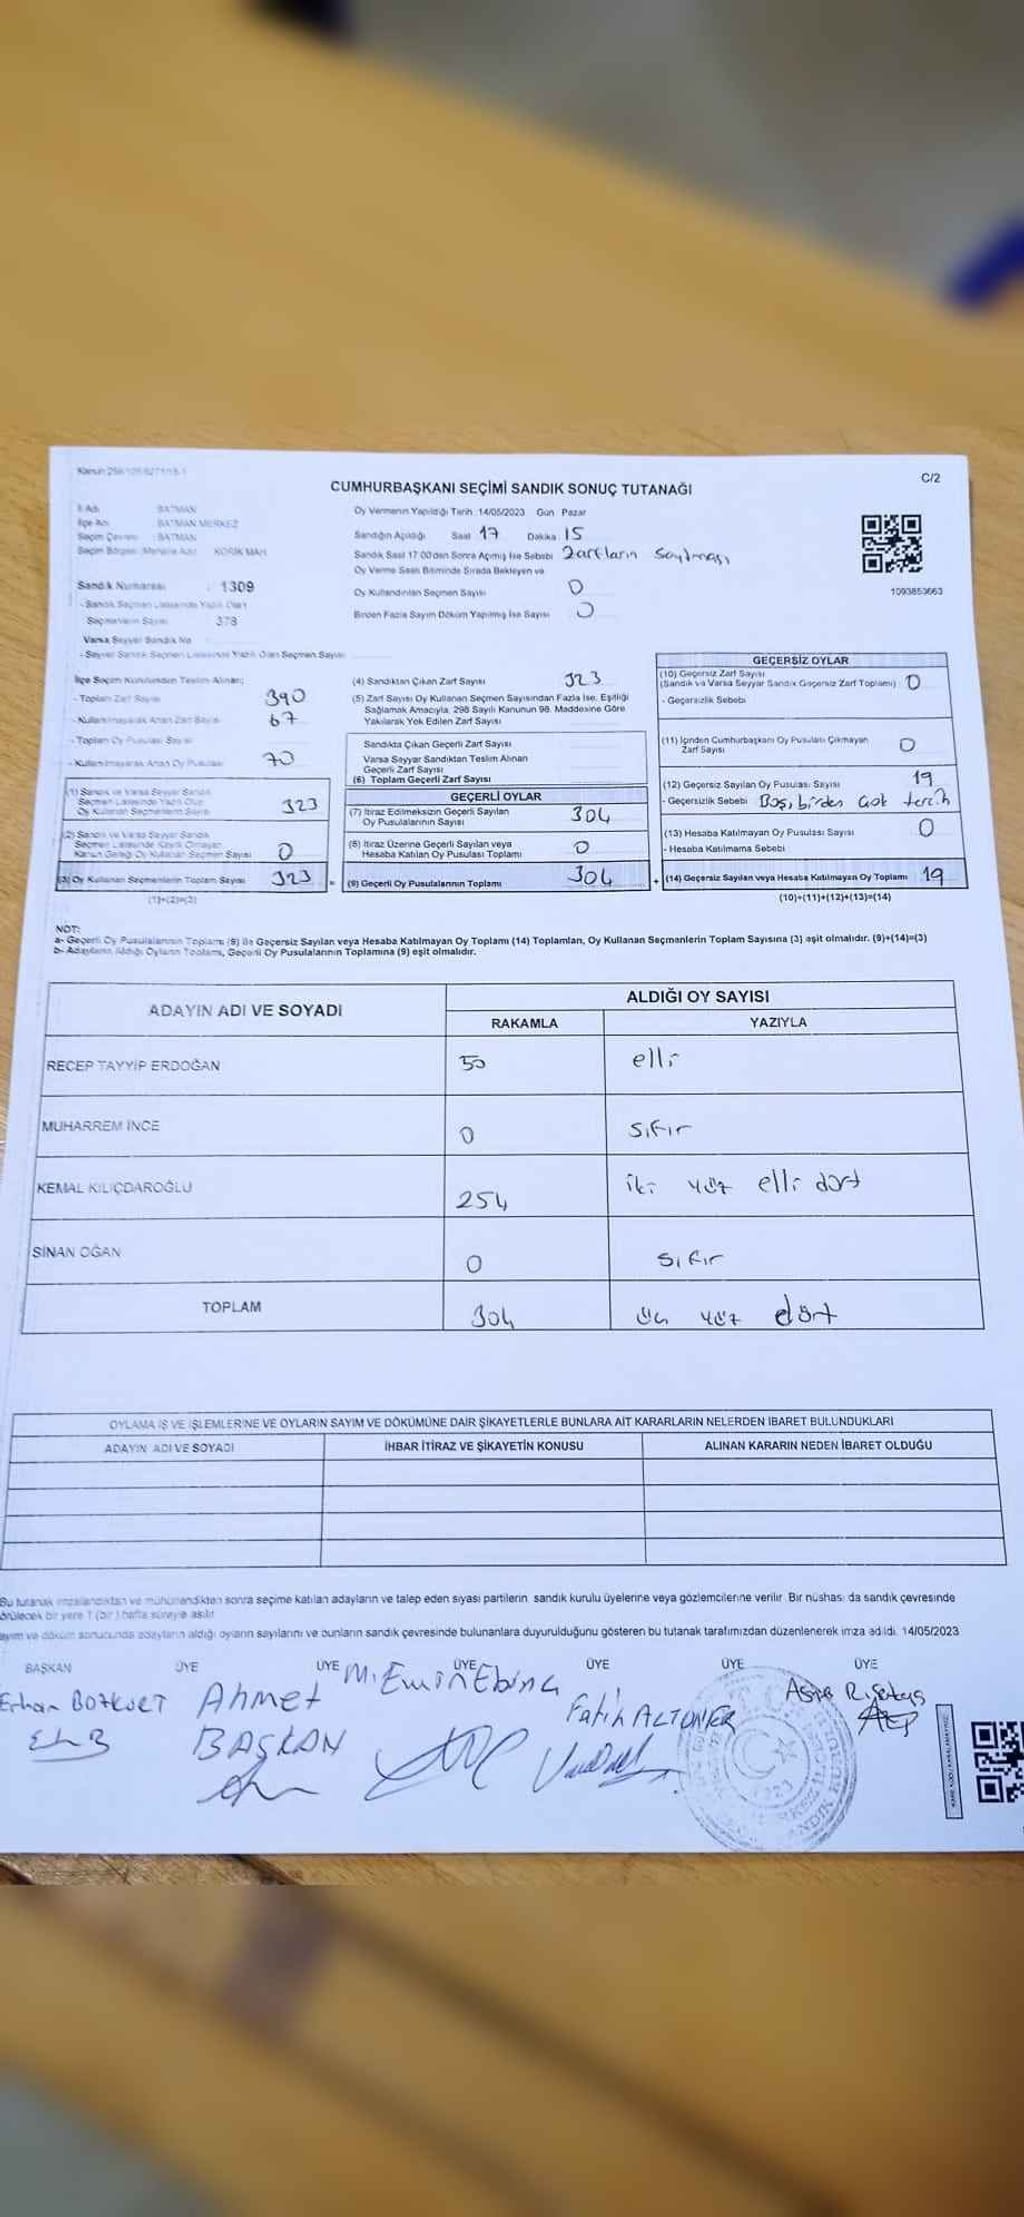 C/2
CUMHURBAŞKANI SEÇİMİ SANDIK SONUÇ TUTANAĞI
İl Adı : BATMAN
İlçe Adı : BATMAN MERKEZ
Seçim Çevresi : BATMAN
KORİK MAH.
Oy Vermenin Yapıldığı Tarih :14/05/2023 Gün Pazar
Sandığın Açıldığı Saat 17 Dakika 15
Sandık Saat 17:00'den Sonra Açılmış İse Sebebi Zarfların Sayılması
Oy Verme Saati Bitiminde Sırada Bekleyen ve
Oy Kullandırılan Seçmen Sayısı 0
Birden Fazla Sayım Döküm Yapılmış İse Sayısı 0
1093853663
Sandık Numarası : 1309
- Sandık Seçmen Listesinde Yazılı Olan
Seçmenlerin Sayısı : 378
Varsa Seyyar Sandık No
- Seyyar Sandık Seçmen Listesinde Yazılı Olan Seçmen Sayısı
İlçe Seçim Kurulundan Teslim Alınan;
- Toplam Zarf Sayısı 390
- Kullanılmayarak Artan Zarf Sayısı 67
- Toplam Oy Pusulası Sayısı
- Kullanılmayarak Artan Oy Pusulası 70
(1) Sandık ve Varsa Seyyar Sandık
Seçmen Listesinde Yazılı Olup
Oy Kullanan Seçmenlerin Sayısı 323
(2) Sandık ve Varsa Seyyar Sandık
Seçmen Listesinde Kayıtlı Olmayan
Kanun Gereği Oy Kullanan Seçmen Sayısı 0
(3) Oy Kullanan Seçmenlerin Toplam Sayısı 323
(1)+(2)=(3)
(4) Sandıktan Çıkan Zarf Sayısı 323
(5) Zarf Sayısı Oy Kullanan Seçmen Sayısından Fazla İse, Eşitliği
Sağlamak Amacıyla, 298 Sayılı Kanunun 98. Maddesine Göre
Yakılarak Yok Edilen Zarf Sayısı
Sandıkta Çıkan Geçerli Zarf Sayısı
Varsa Seyyar Sandıktan Teslim Alınan
Geçerli Zarf Sayısı
(6) Toplam Geçerli Zarf Sayısı
GEÇERLİ OYLAR
(7) İtiraz Edilmeksizin Geçerli Sayılan
Oy Pusulalarının Sayısı 304
(8) İtiraz Üzerine Geçerli Sayılan veya
Hesaba Katılan Oy Pusulası Toplamı 0
= (9) Geçerli Oy Pusulalarının Toplamı 304
GEÇERSİZ OYLAR
(10) Geçersiz Zarf Sayısı
(Sandık ve Varsa Seyyar Sandık Geçersiz Zarf Toplamı) 0
- Geçersizlik Sebebi
(11) İçinden Cumhurbaşkanı Oy Pusulası Çıkmayan
Zarf Sayısı 0
(12) Geçersiz Sayılan Oy Pusulası Sayısı 19
- Geçersizlik Sebebi Boş, birden çok tercih
(13) Hesaba Katılmayan Oy Pusulası Sayısı 0
- Hesaba Katılmama Sebebi
+ (14) Geçersiz Sayılan veya Hesaba Katılmayan Oy Toplamı 19
(10)+(11)+(12)+(13)=(14)
NOT:
a- Geçerli Oy Pusulalarının Toplamı (9) ile Geçersiz Sayılan veya Hesaba Katılmayan Oy Toplamı (14) Toplamları, Oy Kullanan Seçmenlerin Toplam Sayısına (3) eşit olmalıdır. (9)+(14)=(3)
b- Adayların Aldığı Oyların Toplamı, Geçerli Oy Pusulalarının Toplamına (9) eşit olmalıdır.
ADAYIN ADI VE SOYADI ALDIĞI OY SAYISI
RAKAMLA YAZIYLA
RECEP TAYYİP ERDOĞAN 50 elli
MUHARREM İNCE 0 sıfır
KEMAL KILIÇDAROĞLU 254 iki yüz elli dört
SİNAN OĞAN 0 sıfır
TOPLAM 304 üç yüz dört
OYLAMA İŞ VE İŞLEMLERİNE VE OYLARIN SAYIM VE DÖKÜMÜNE DAİR ŞİKAYETLERLE BUNLARA AİT KARARLARIN NELERDEN İBARET BULUNDUKLARI
ADAYIN ADI VE SOYADI İHBAR İTİRAZ VE ŞİKAYETİN KONUSU ALINAN KARARIN NEDEN İBARET OLDUĞU
Bu tutanak imzalandıktan ve mühürlendikten sonra seçime katılan adayların ve talep eden siyasi partilerin sandık kurulu üyelerine veya gözlemcilerine verilir. Bir nüshası da sandık çevresinde
görülecek bir yere 1 (bir) hafta süreyle asılır.
Sayım ve döküm sonucunda adayların aldığı oyların sayılarını ve bunların sandık çevresinde bulunanlara duyurulduğunu gösteren bu tutanak tarafımızdan düzenlenerek imza edildi. 14/05/2023
BAŞKAN ÜYE ÜYE ÜYE ÜYE ÜYE ÜYE
Erhan BOZKURT Ahmet BAŞKAN M. Emin Ebinç Fatih ALTUNER